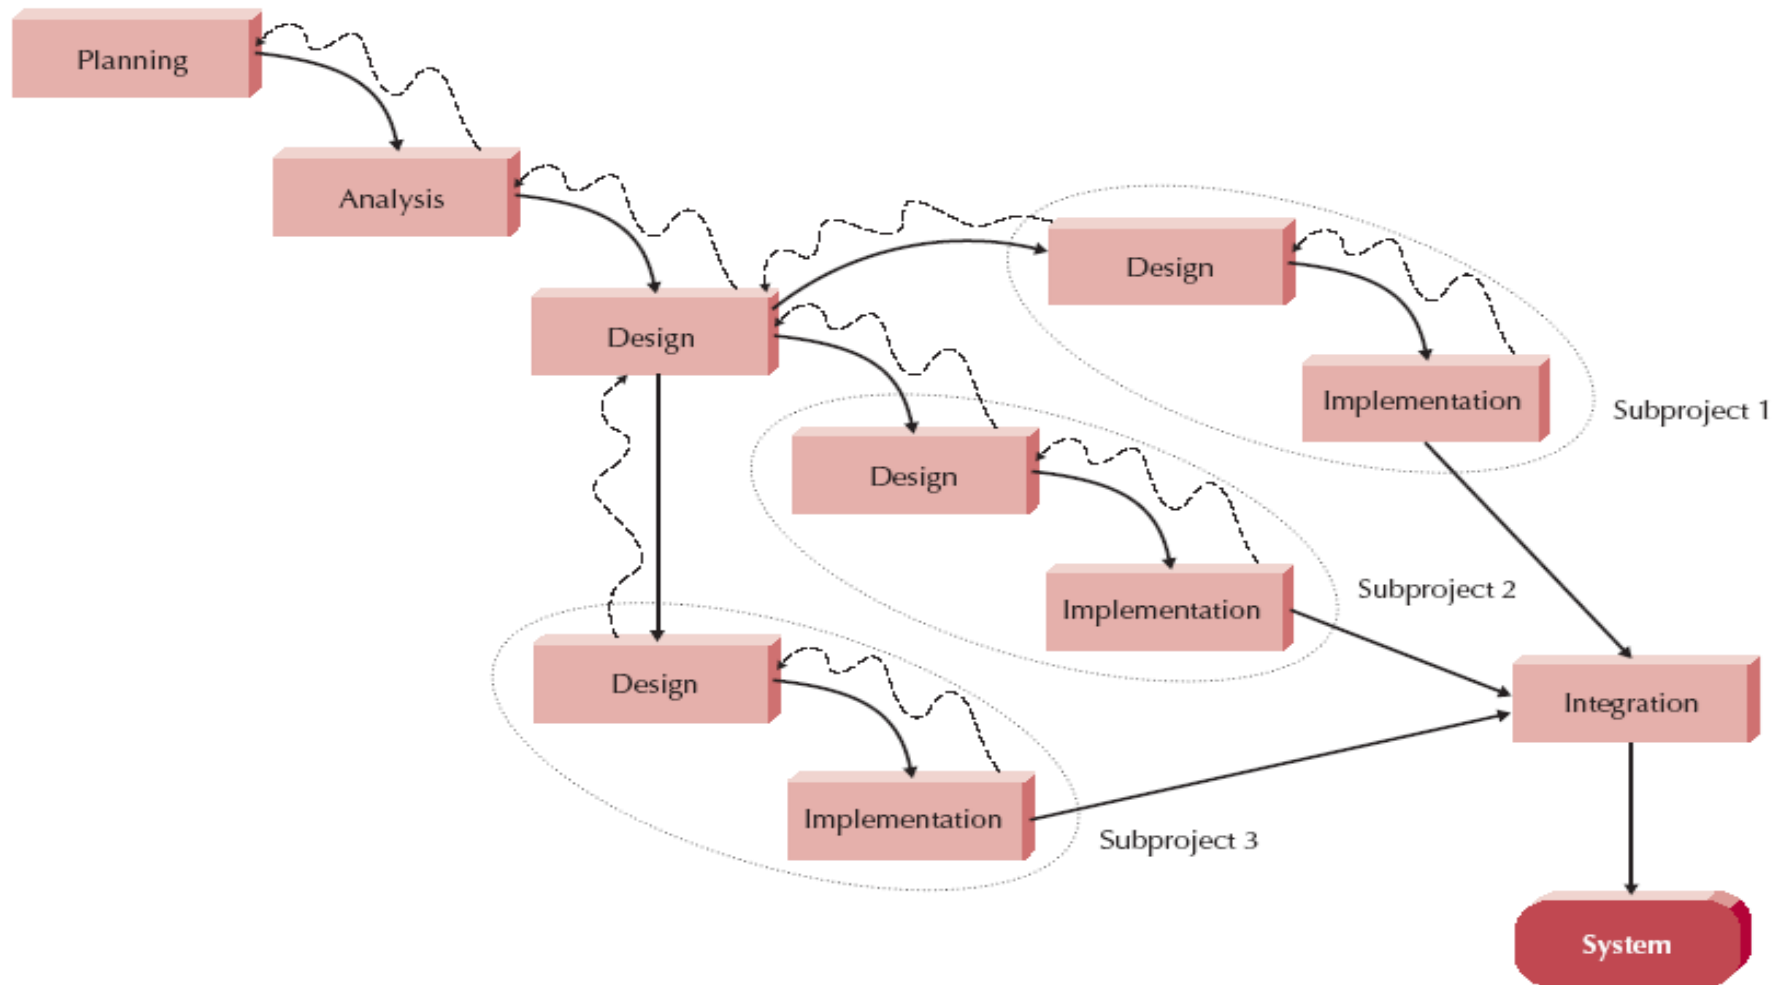 Planning
Analysis
Design
Design
Implementation
Subproject 1
Design
Implementation
Subproject 2
Design
Implementation
Subproject 3
Integration
System